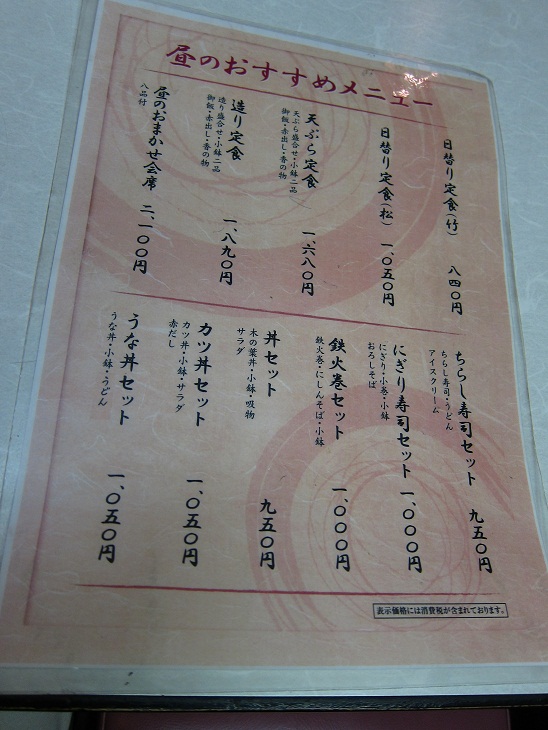 昼のおすすめメニュー
日替り定食(竹) 八四〇円
日替り定食(松) 一、〇五〇円
天ぷら定食 一、六八〇円
天ぷら盛合せ・小鉢二品
御飯・赤出し・香の物
造り定食 一、八九〇円
造り盛合せ・小鉢二品
御飯・赤出し・香の物
昼のおまかせ会席 二、一〇〇円
八品付
ちらし寿司セット 九五〇円
ちらし寿司・うどん
アイスクリーム
にぎり寿司セット 一、〇〇〇円
にぎり・小巻・小鉢
おろしそば
鉄火巻セット 一、〇〇〇円
鉄火巻・にしんそば・小鉢
丼セット 九五〇円
木の葉丼・小鉢・吸物
サラダ
カツ丼セット 一、〇五〇円
カツ丼・小鉢・サラダ
赤だし
うな丼セット 一、〇五〇円
うな丼・小鉢・うどん
表示価格には消費税が含まれております。